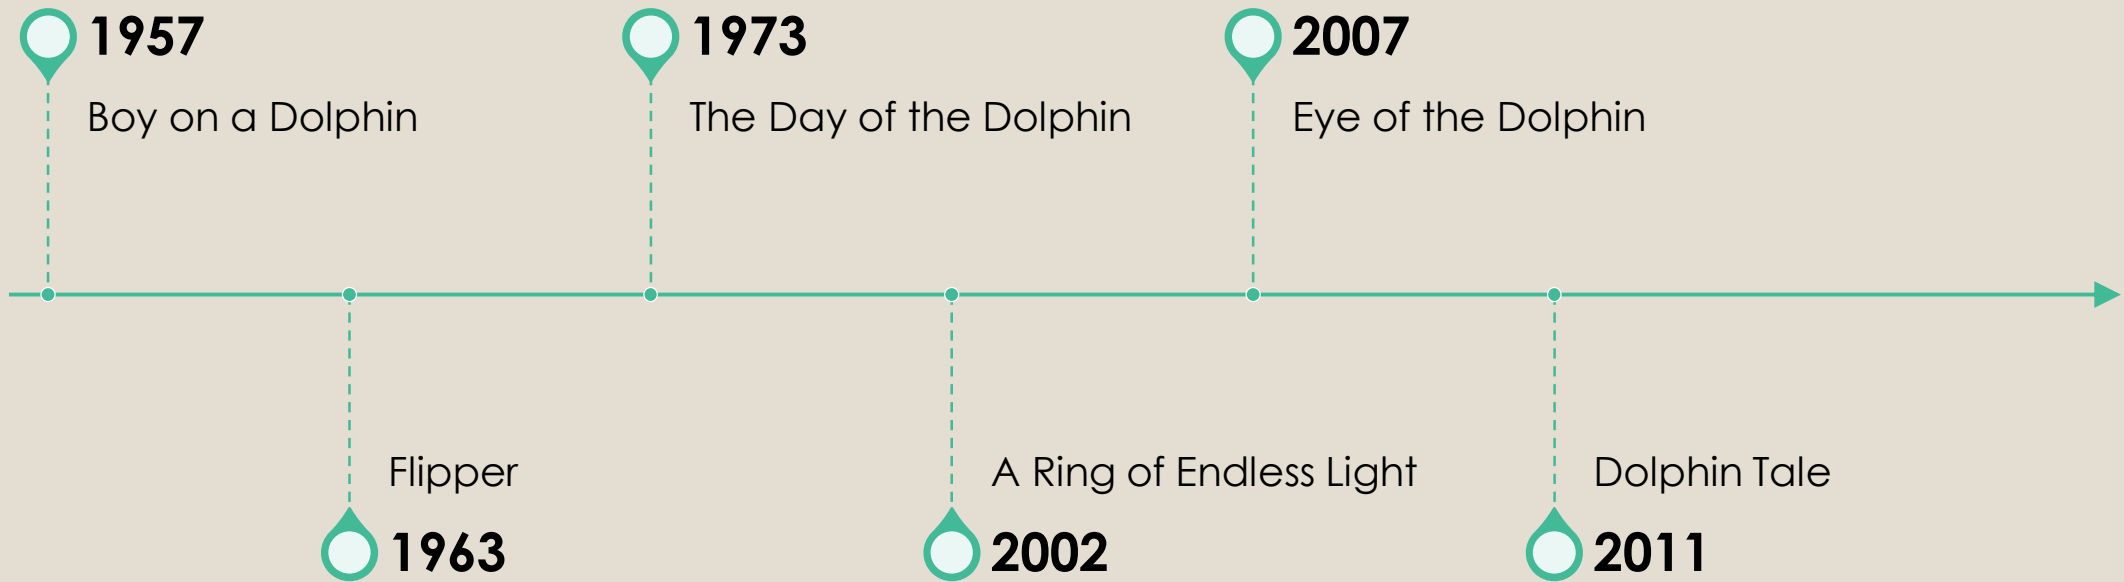 1957
Boy on a Dolphin
1973
The Day of the Dolphin
2007
Eye of the Dolphin
Flipper
1963
A Ring of Endless Light
2002
Dolphin Tale
2011